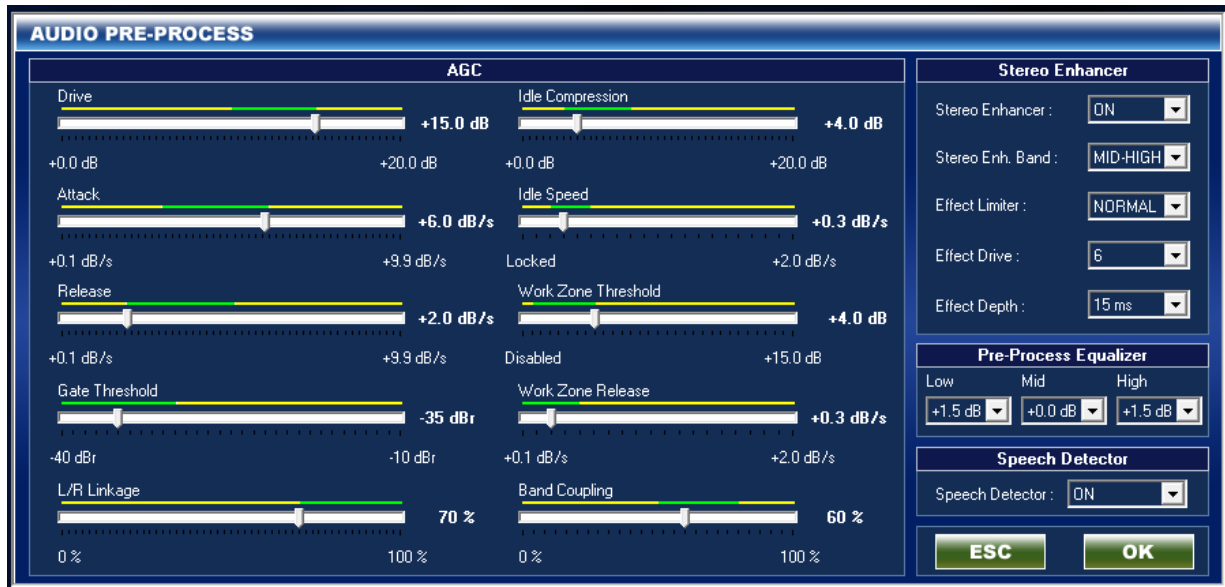 AUDIO PRE-PROCESS
AGC
Drive
+15.0 dB
+0.0 dB +20.0 dB
Idle Compression
+4.0 dB
+0.0 dB +20.0 dB
Attack
+6.0 dB/s
+0.1 dB/s +9.9 dB/s
Idle Speed
+0.3 dB/s
Locked +2.0 dB/s
Release
+2.0 dB/s
+0.1 dB/s +9.9 dB/s
Work Zone Threshold
+4.0 dB
Disabled +15.0 dB
Gate Threshold
-35 dBr
-40 dBr -10 dBr
Work Zone Release
+0.3 dB/s
+0.1 dB/s +2.0 dB/s
L/R Linkage
70 %
0 % 100 %
Band Coupling
60 %
0 % 100 %
Stereo Enhancer
Stereo Enhancer : ON
Stereo Enh. Band : MID-HIGH
Effect Limiter : NORMAL
Effect Drive : 6
Effect Depth : 15 ms
Pre-Process Equalizer
Low Mid High
+1.5 dB +0.0 dB +1.5 dB
Speech Detector
Speech Detector : ON
ESC OK